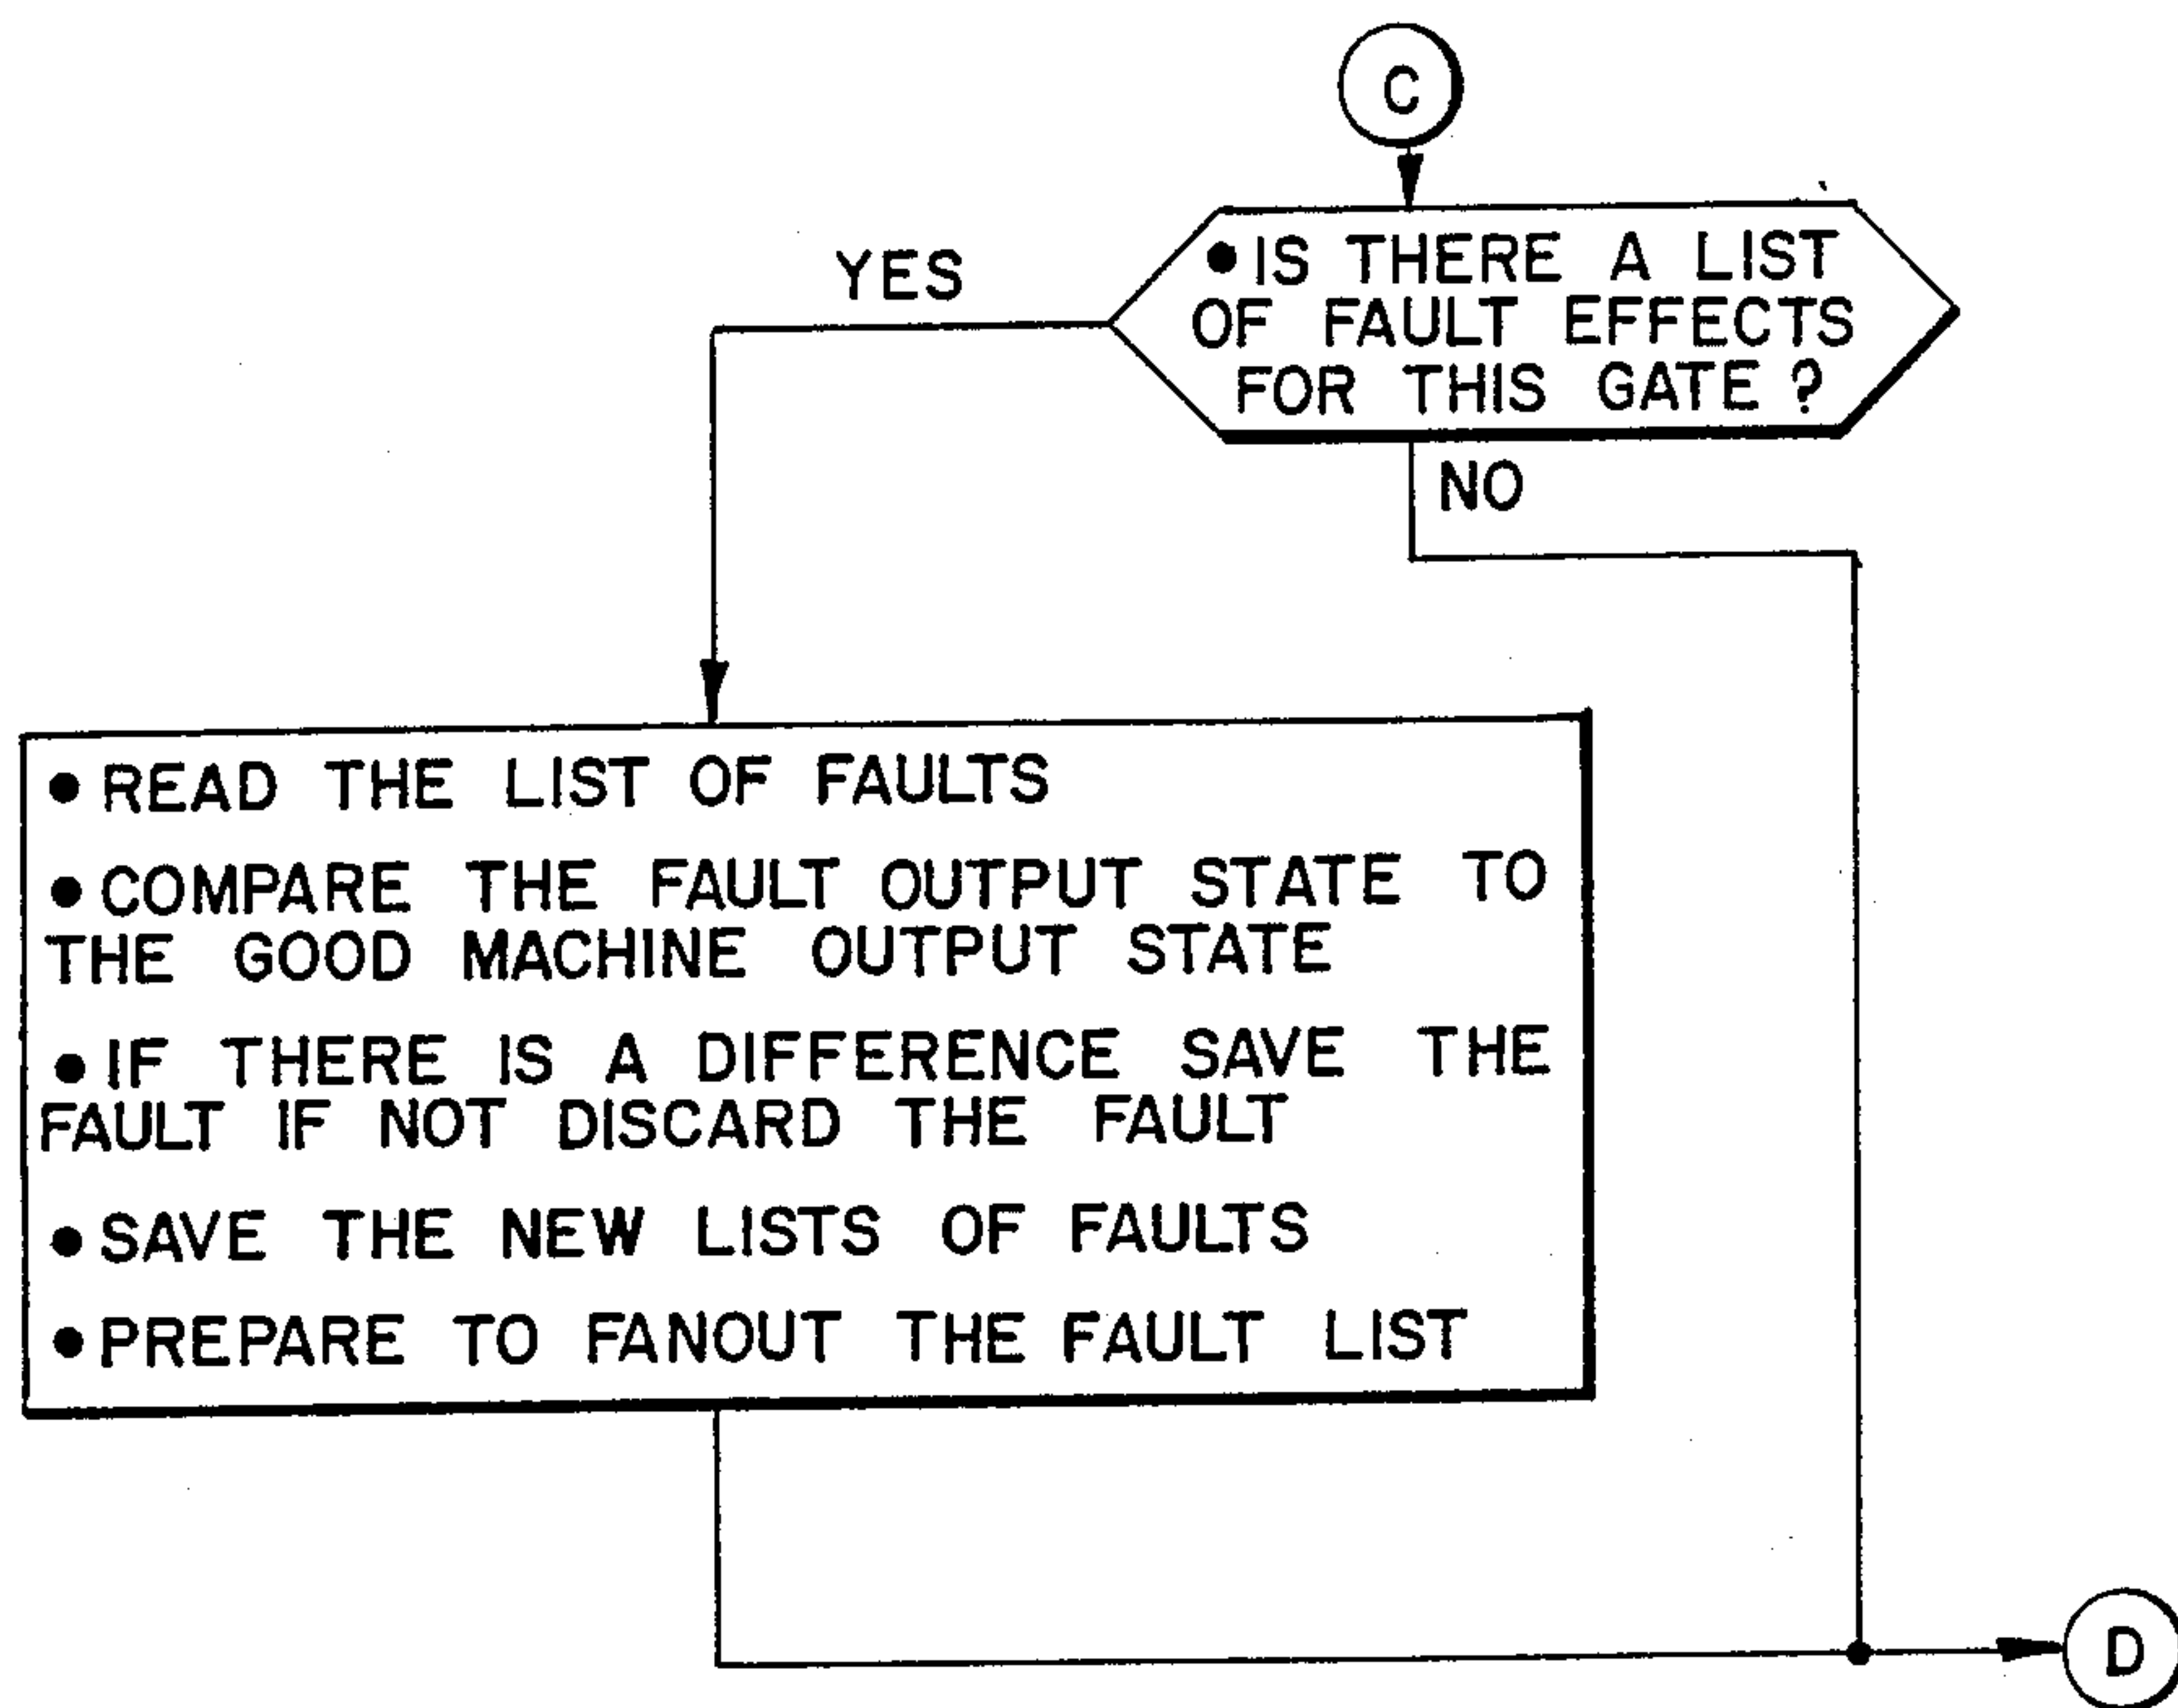 C
●IS THERE A LIST
OF FAULT EFFECTS
FOR THIS GATE ?
YES
NO
●READ THE LIST OF FAULTS
●COMPARE THE FAULT OUTPUT STATE TO
THE GOOD MACHINE OUTPUT STATE
●IF THERE IS A DIFFERENCE SAVE THE
FAULT IF NOT DISCARD THE FAULT
●SAVE THE NEW LISTS OF FAULTS
●PREPARE TO FANOUT THE FAULT LIST
D